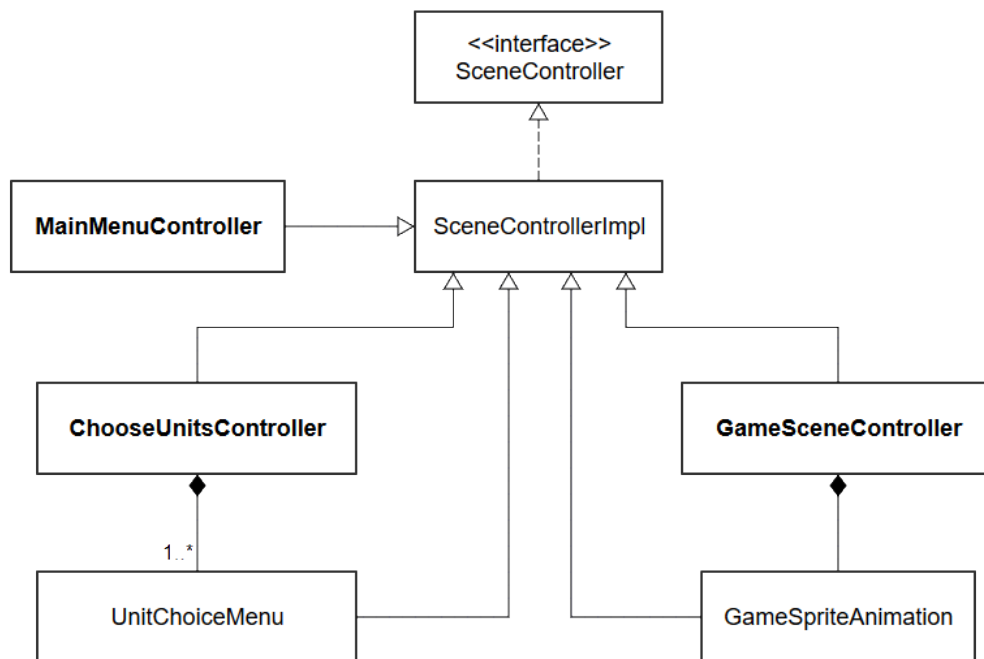 <<interface>>
SceneController
MainMenuController
SceneControllerImpl
ChooseUnitsController
GameSceneController
1..*
UnitChoiceMenu
GameSpriteAnimation